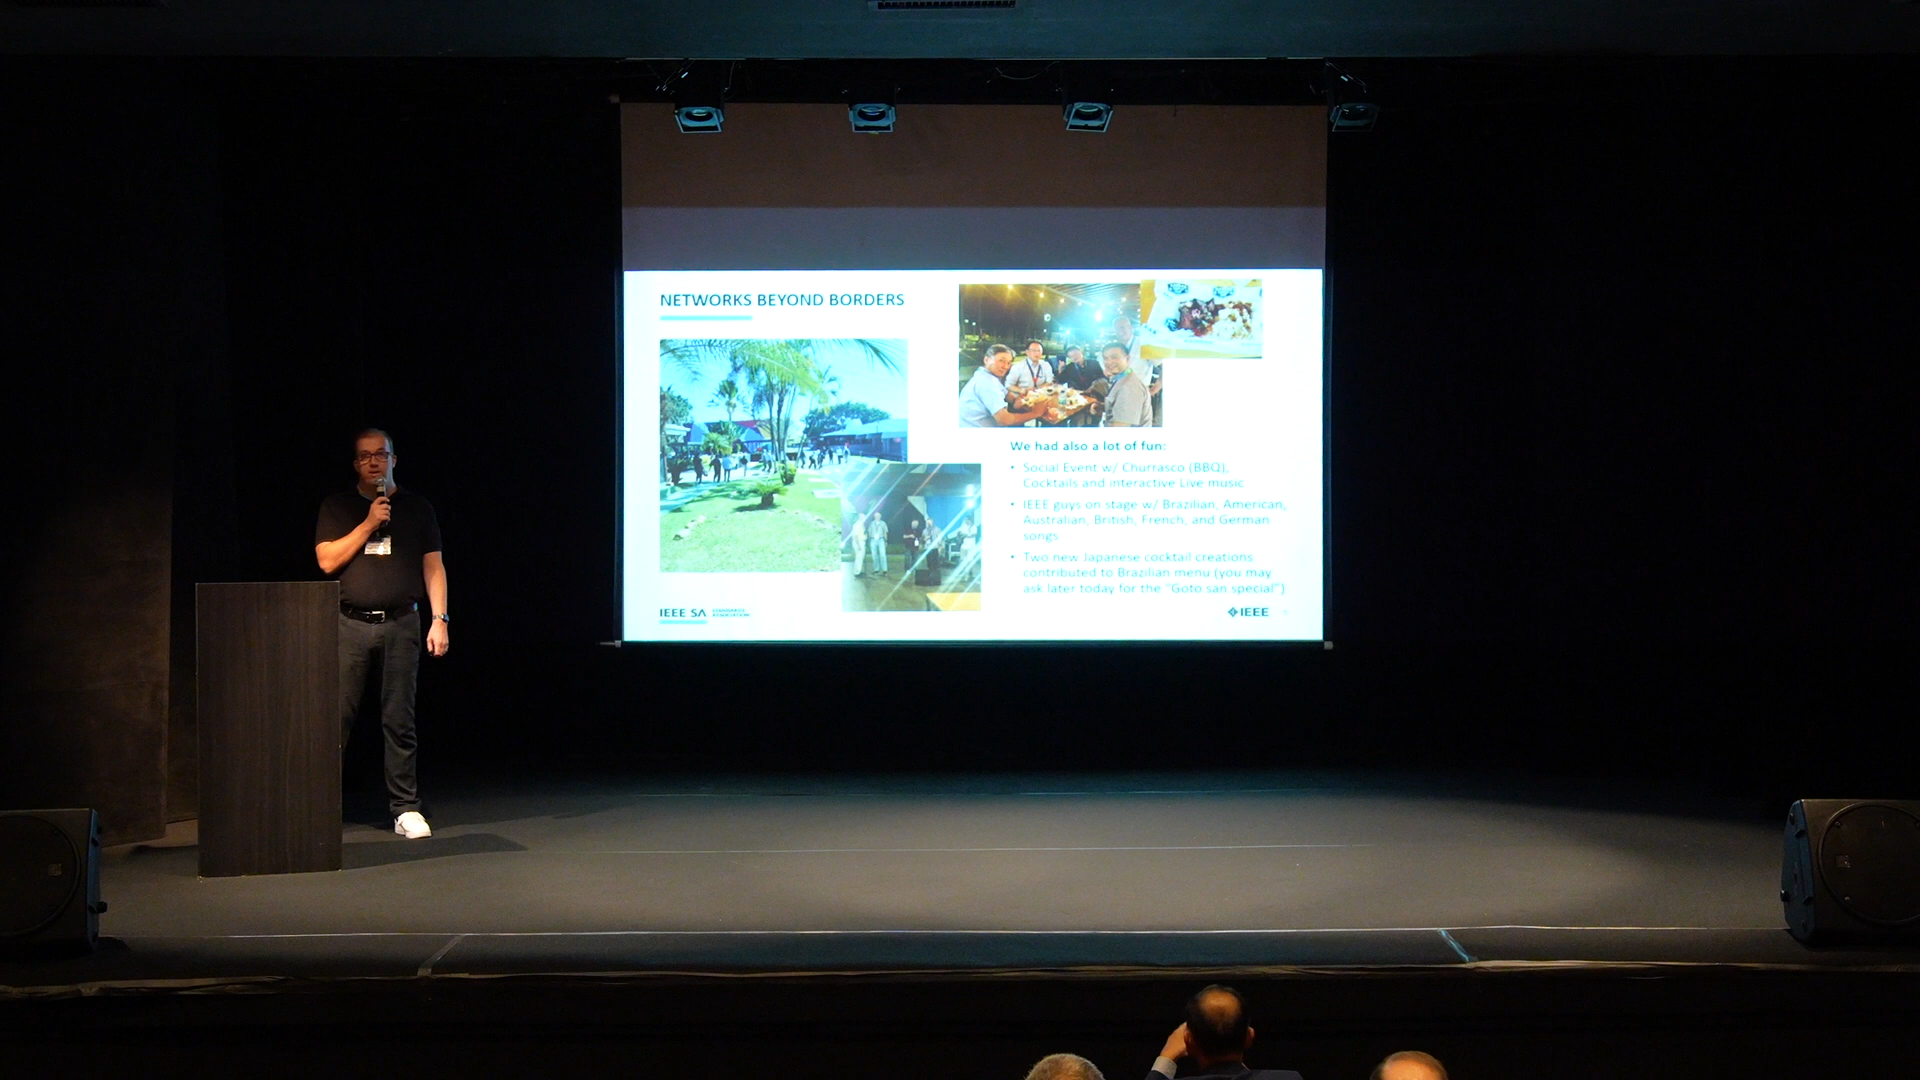 NETWORKS BEYOND BORDERS
We had also a lot of fun:
• Social Event w/ Churrasco (BBQ),
Cocktails and interactive Live music
• IEEE guys on stage w/ Brazilian, American,
Australian, British, French, and German
songs
• Two new Japanese cocktail creations
contributed to Brazilian menu (you may
ask later today for the "Goto san special")
IEEE SA STANDARDS
ASSOCIATION
IEEE